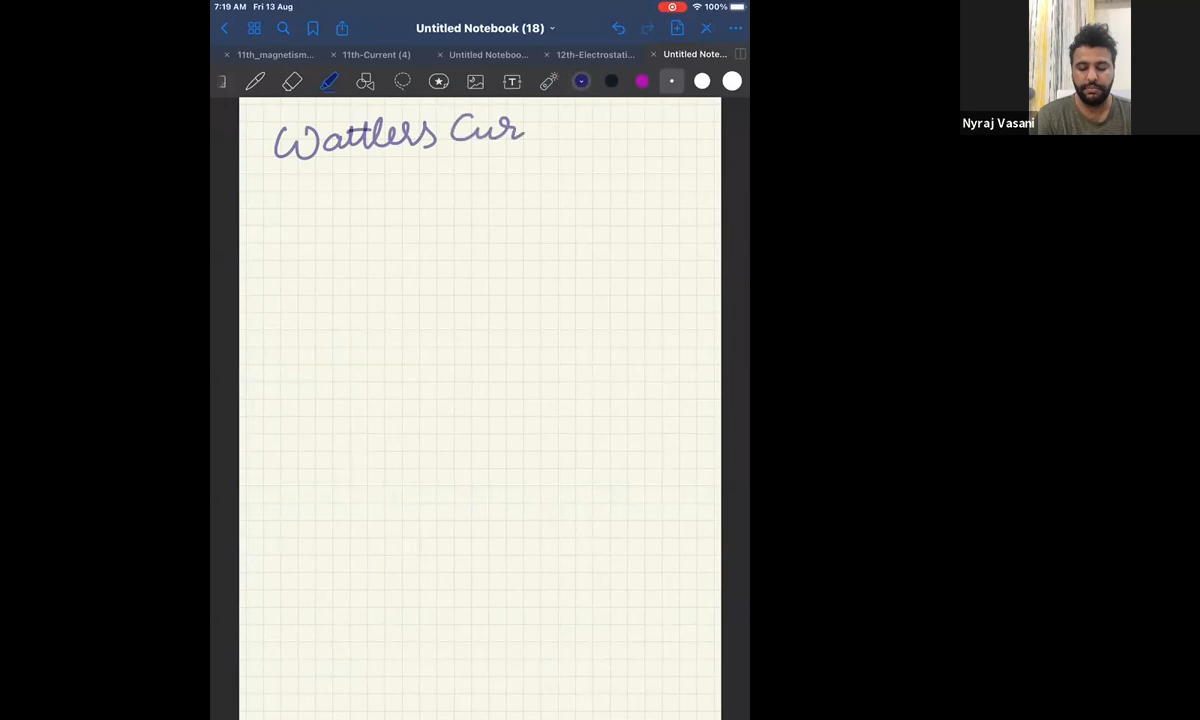 7:19 AM Fri 13 Aug 100%
Untitled Notebook (18)
11th_magnetism... 11th-Current (4) Untitled Noteboo... 12th-Electrostati... Untitled Note...
Wattless Cur
Nyraj Vasani